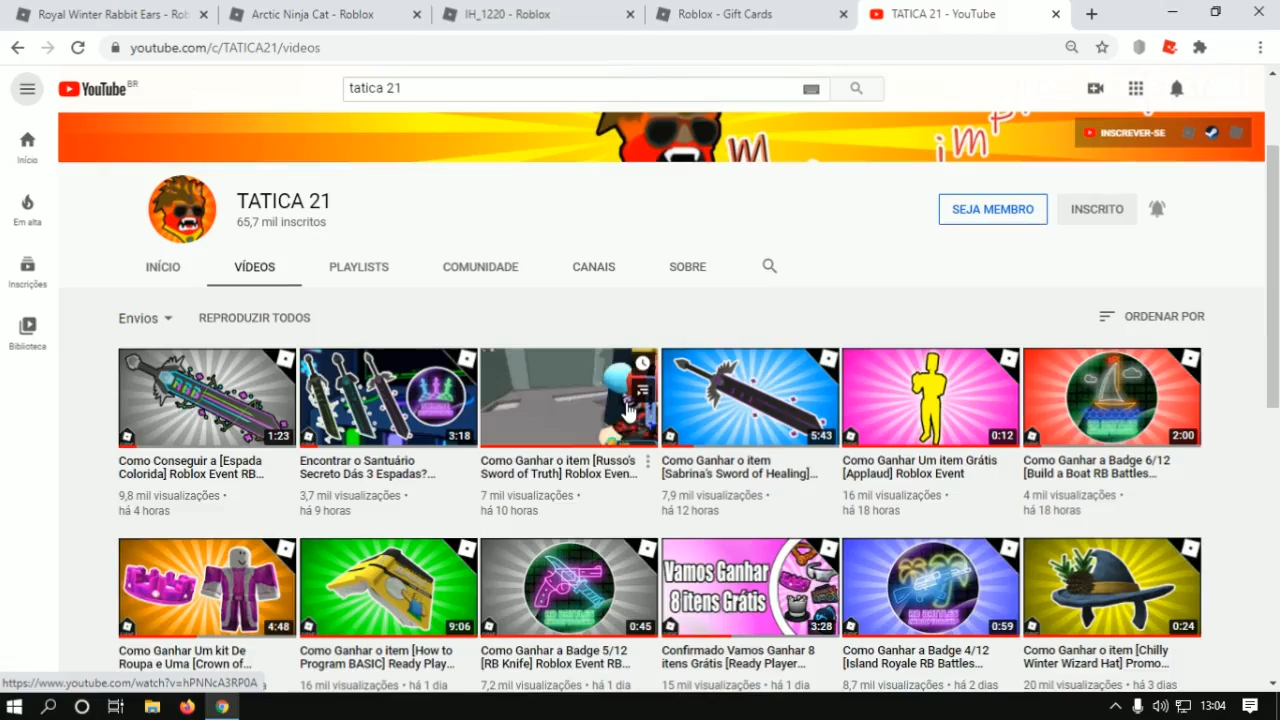 Royal Winter Rabbit Ears - Rob
Arctic Ninja Cat - Roblox
IH_1220 - Roblox
Roblox - Gift Cards
TATICA 21 - YouTube
youtube.com/c/TATICA21/videos
YouTube BR
tatica 21
INSCREVER-SE
Início
Em alta
Inscrições
Biblioteca
TATICA 21
65,7 mil inscritos
SEJA MEMBRO
INSCRITO
INÍCIO
VÍDEOS
PLAYLISTS
COMUNIDADE
CANAIS
SOBRE
Envios
REPRODUZIR TODOS
ORDENAR POR
1:23
3:18
5:43
0:12
2:00
Como Conseguir a [Espada
Colorida] Roblox Event RB...
9,8 mil visualizações •
há 4 horas
Encontrar o Santuário
Secreto Dás 3 Espadas?...
3,7 mil visualizações •
há 9 horas
Como Ganhar o item [Russo's
Sword of Truth] Roblox Even...
7 mil visualizações •
há 10 horas
Como Ganhar o item
[Sabrina's Sword of Healing]...
7,9 mil visualizações •
há 12 horas
Como Ganhar Um item Grátis
[Applaud] Roblox Event
16 mil visualizações •
há 18 horas
Como Ganhar a Badge 6/12
[Build a Boat RB Battles...
4 mil visualizações •
há 18 horas
4:48
9:06
0:45
Vamos Ganhar
8 itens Grátis
3:28
0:59
0:24
Como Ganhar Um kit De
Roupa e Uma [Crown of...
Como Ganhar o item [How to
Program BASIC] Ready Play...
16 mil visualizações • há 1 dia
Como Ganhar a Badge 5/12
[RB Knife] Roblox Event RB...
7,2 mil visualizações • há 1 dia
Confirmado Vamos Ganhar 8
itens Grátis [Ready Player...
15 mil visualizações • há 1 dia
Como Ganhar a Badge 4/12
[Island Royale RB Battles...
8,7 mil visualizações • há 2 dias
Como Ganhar o item [Chilly
Winter Wizard Hat] Promo...
20 mil visualizações • há 3 dias
https://www.youtube.com/watch?v=hPNNcA3RP0A
13:04